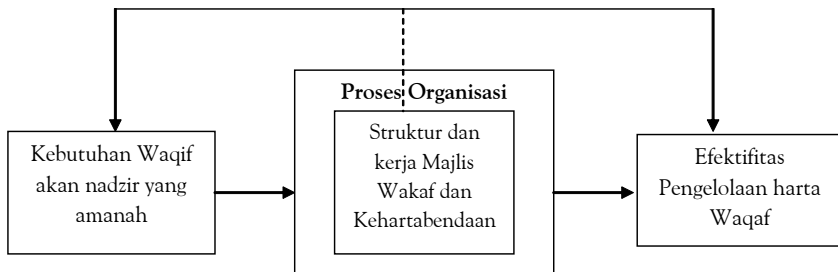 Kebutuhan Waqif
akan nadzir yang
amanah
Proses Organisasi
Struktur dan
kerja Majlis
Wakaf dan
Kehartabendaan
Efektifitas
Pengelolaan harta
Waqaf